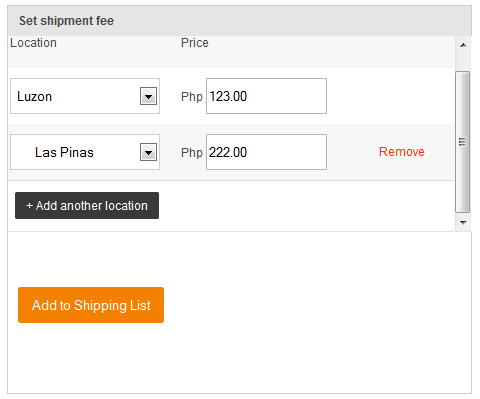 Set shipment fee
Location Price
Luzon Php 123.00
Las Pinas Php 222.00 Remove
+ Add another location
Add to Shipping List